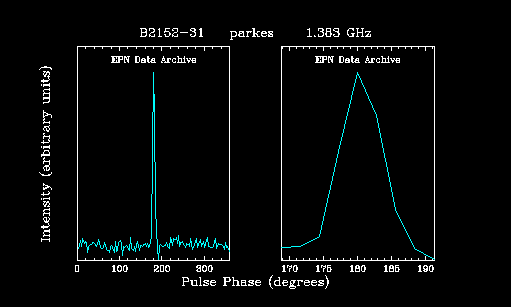 B2152-31 parkes 1.383 GHz
EPN Data Archive EPN Data Archive
Intensity (arbitrary units)
0 100 200 300 170 175 180 185 190
Pulse Phase (degrees)